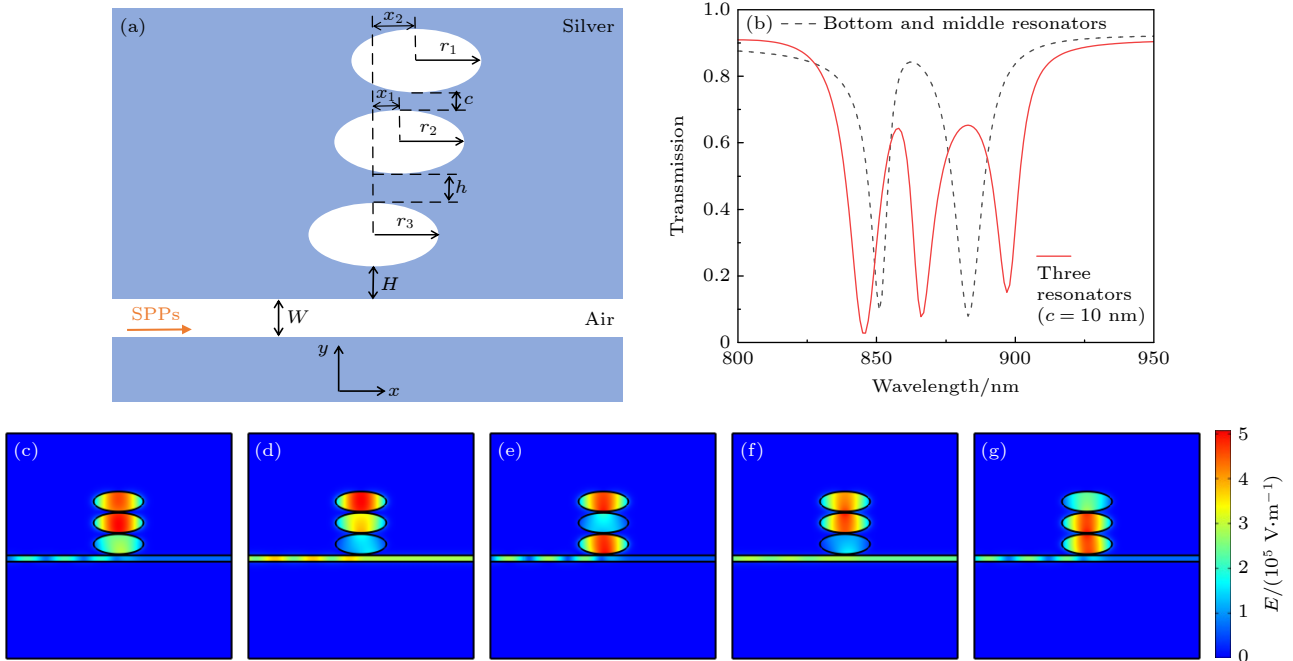 (a)
Silver
x₂
r₁
x₁
c
r₂
h
r₃
H
SPPs
W
Air
y
x
(b)
Bottom and middle resonators
Three
resonators
(c = 10 nm)
1.0
0.8
0.6
0.4
0.2
0
Transmission
800
850
900
950
Wavelength/nm
(c)
(d)
(e)
(f)
(g)
5
4
3
2
1
0
E/(10⁵ V·m⁻¹)